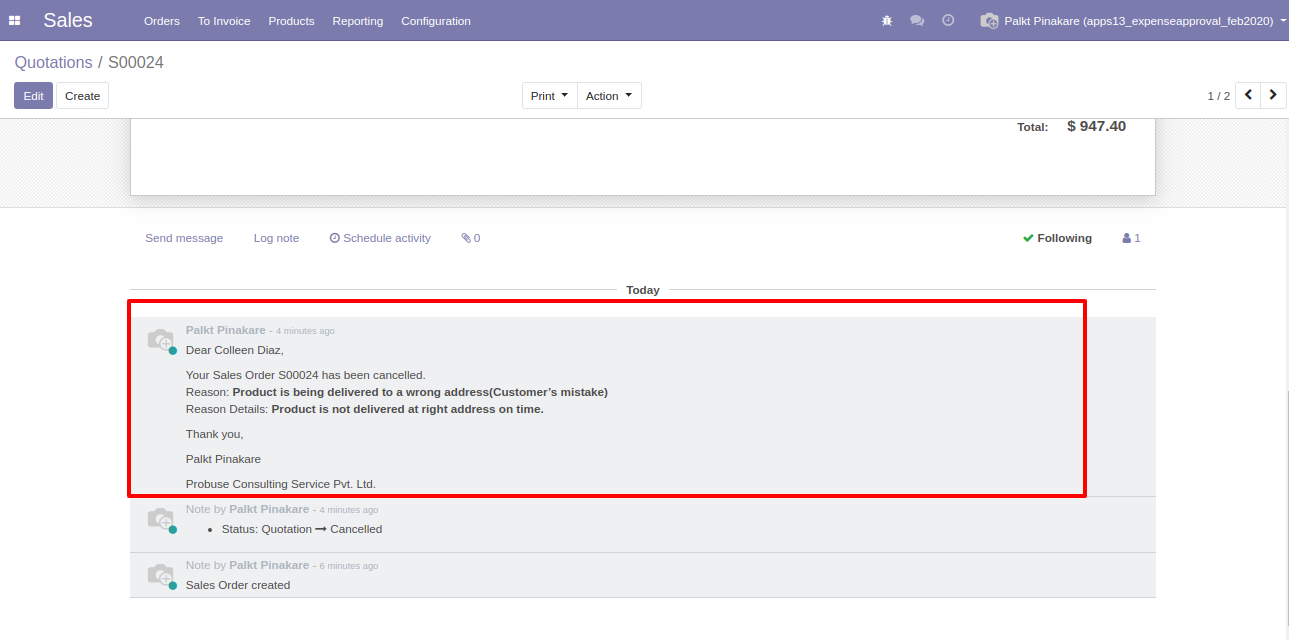 Sales Orders To Invoice Products Reporting Configuration Palkt Pinakare (apps13_expenseapproval_feb2020)
Quotations / S00024
Edit Create Print Action 1 / 2
Total: $ 947.40
Send message Log note Schedule activity 0 Following 1
Today
Palkt Pinakare - 4 minutes ago
Dear Colleen Diaz,
Your Sales Order S00024 has been cancelled.
Reason: Product is being delivered to a wrong address(Customer’s mistake)
Reason Details: Product is not delivered at right address on time.
Thank you,
Palkt Pinakare
Probuse Consulting Service Pvt. Ltd.
Note by Palkt Pinakare - 4 minutes ago
• Status: Quotation → Cancelled
Note by Palkt Pinakare - 6 minutes ago
Sales Order created